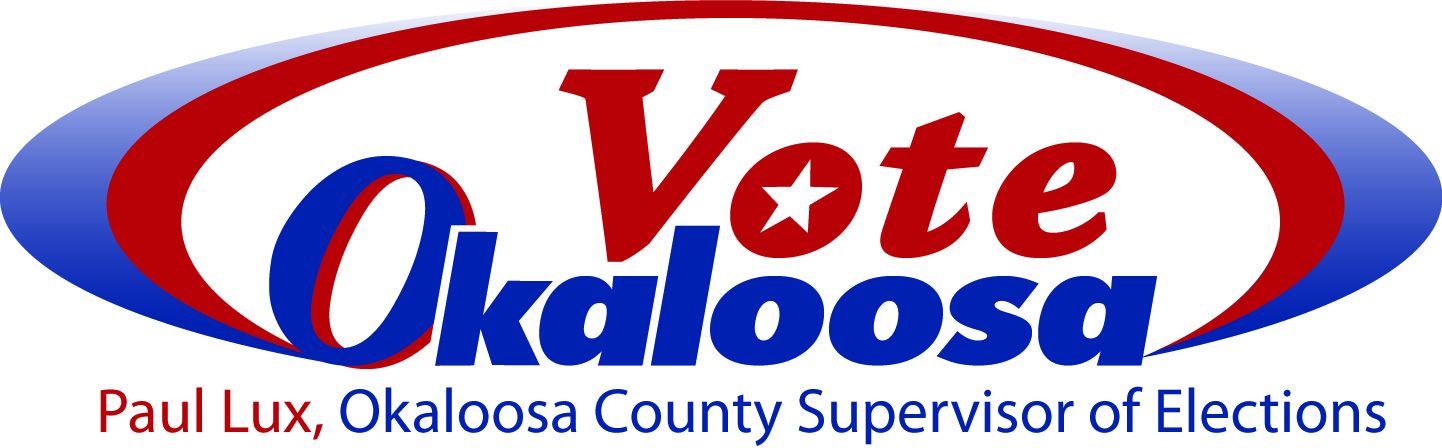 Vote
Okaloosa
Paul Lux, Okaloosa County Supervisor of Elections